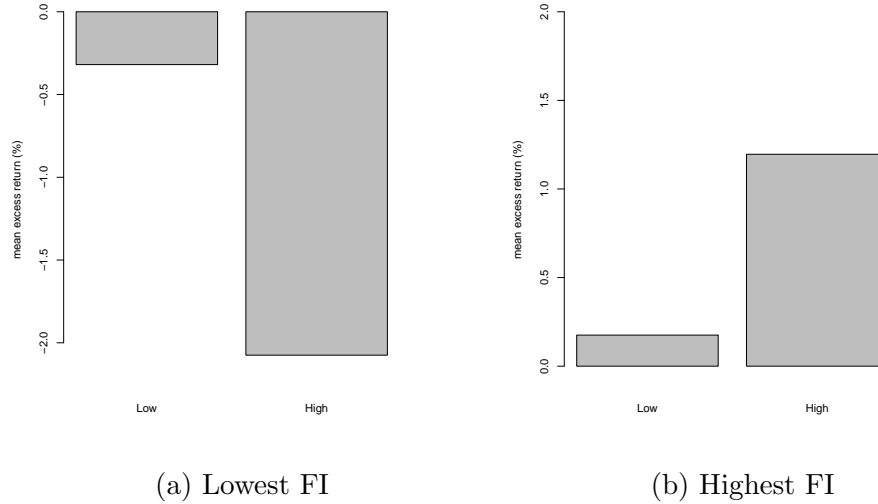 mean excess return (%)
0.0
−0.5
−1.0
−1.5
−2.0
Low High
(a) Lowest FI
mean excess return (%)
2.0
1.5
1.0
0.5
0.0
Low High
(b) Highest FI